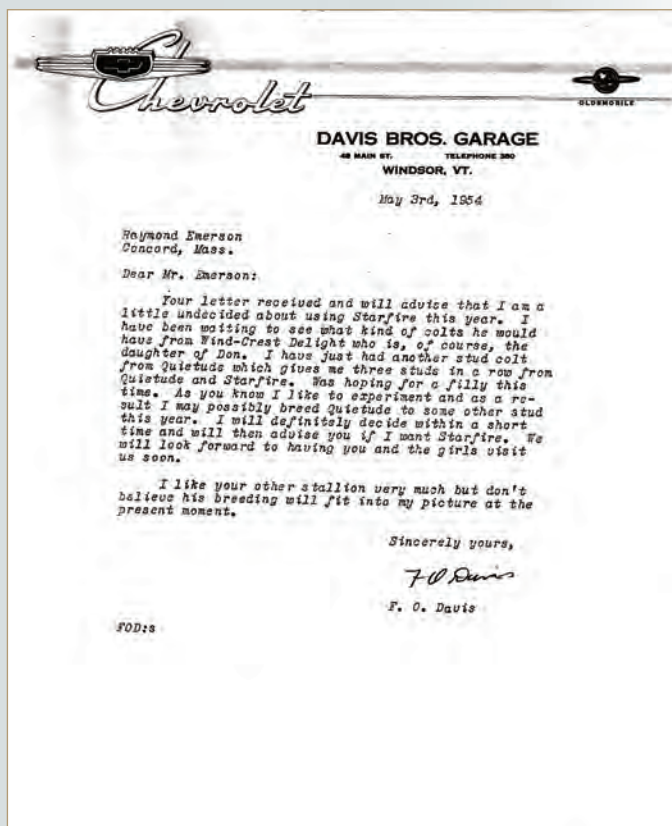 Chevrolet
OLDSMOBILE
DAVIS BROS. GARAGE
48 MAIN ST. TELEPHONE 380
WINDSOR, VT.
May 3rd, 1954
Raymond Emerson
Concord, Mass.
Dear Mr. Emerson:
Your letter received and will advise that I am a
little undecided about using Starfire this year. I
have been waiting to see what kind of colts he would
have from Wind-Crest Delight who is, of course, the
daughter of Don. I have just had another stud colt
from Quietude which gives me three studs in a row from
Quietude and Starfire. Was hoping for a filly this
time. As you know I like to experiment and as a re-
sult I may possibly breed Quietude to some other stud
this year. I will definitely decide within a short
time and will then advise you if I want Starfire. We
will look forward to having you and the girls visit
us soon.
I like your other stallion very much but don't
believe his breeding will fit into my picture at the
present moment.
Sincerely yours,
F O Davis
F. O. Davis
FOD:s